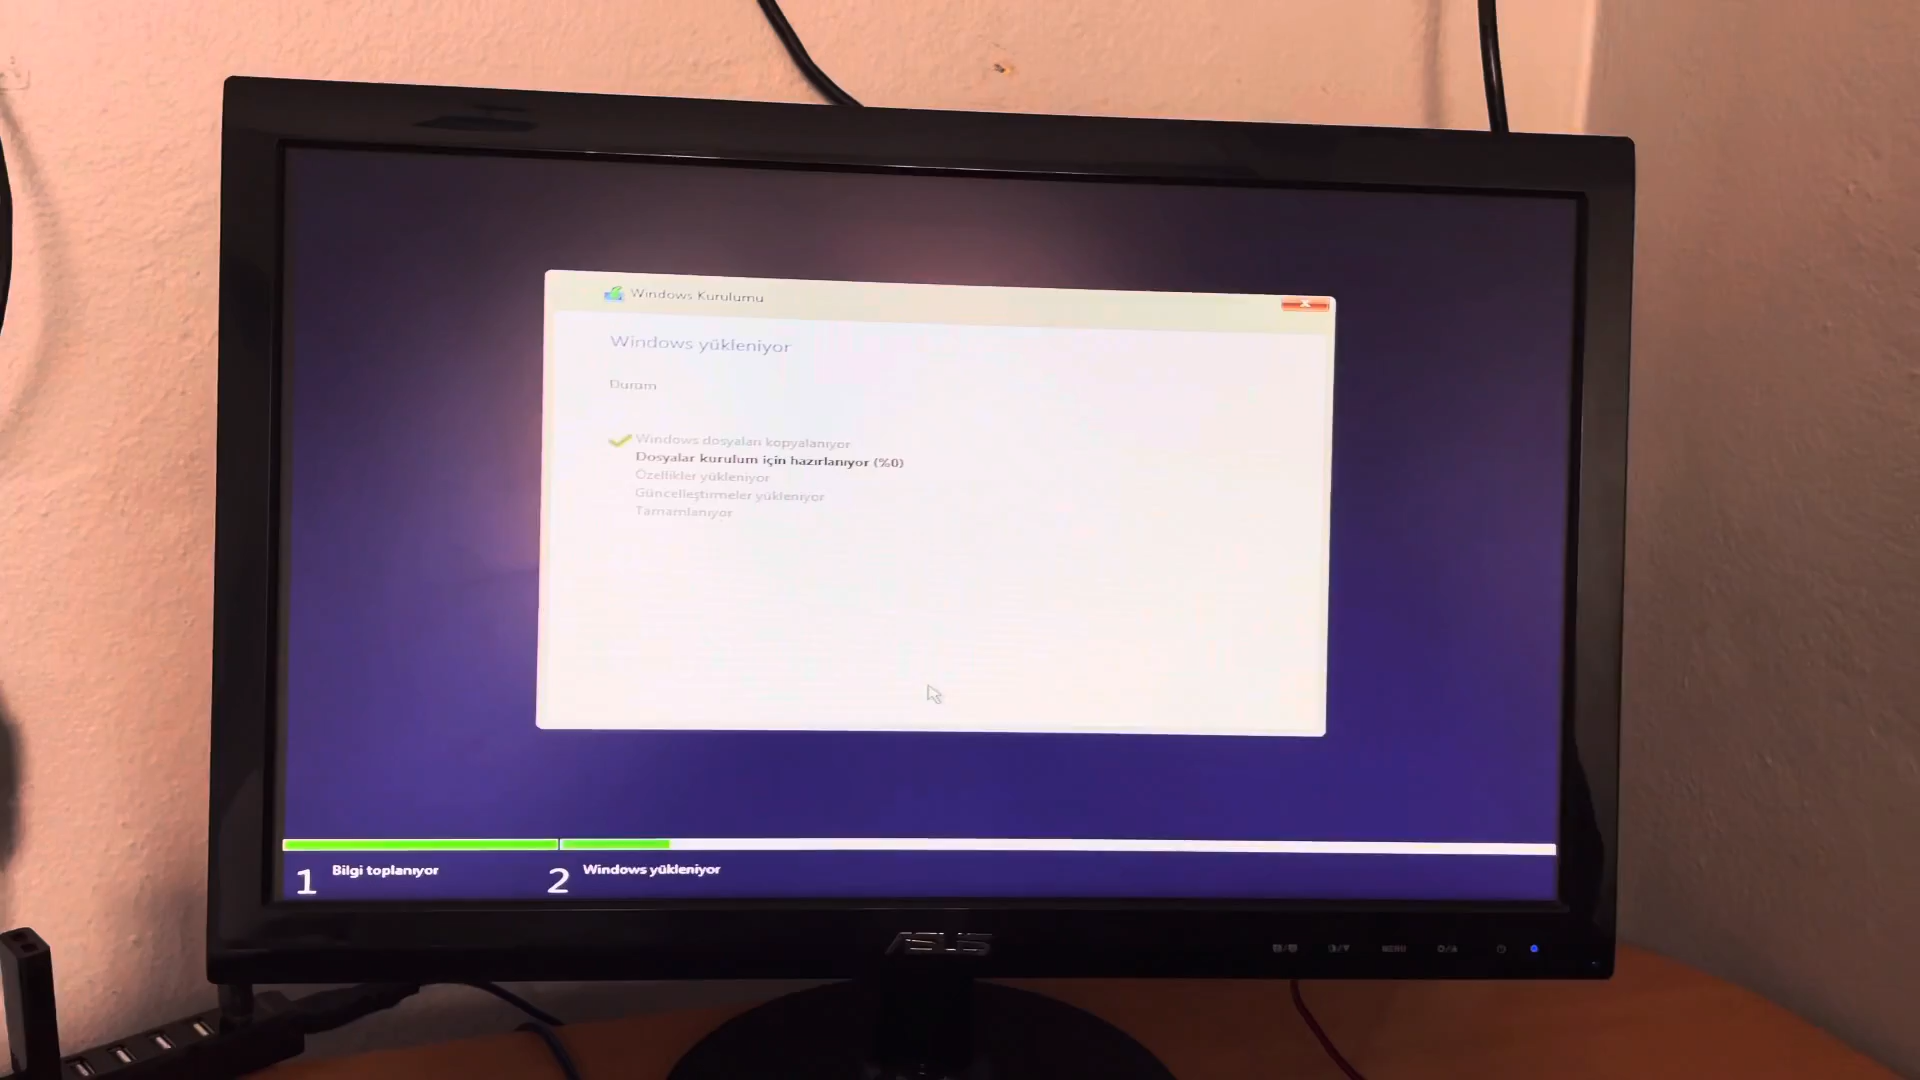 Windows Kurulumu
Windows yükleniyor
Durum
Windows dosyaları kopyalanıyor
Dosyalar kurulum için hazırlanıyor (%0)
Özellikler yükleniyor
Güncelleştirmeler yükleniyor
Tamamlanıyor
1 Bilgi toplanıyor
2 Windows yükleniyor
ASUS
MENU